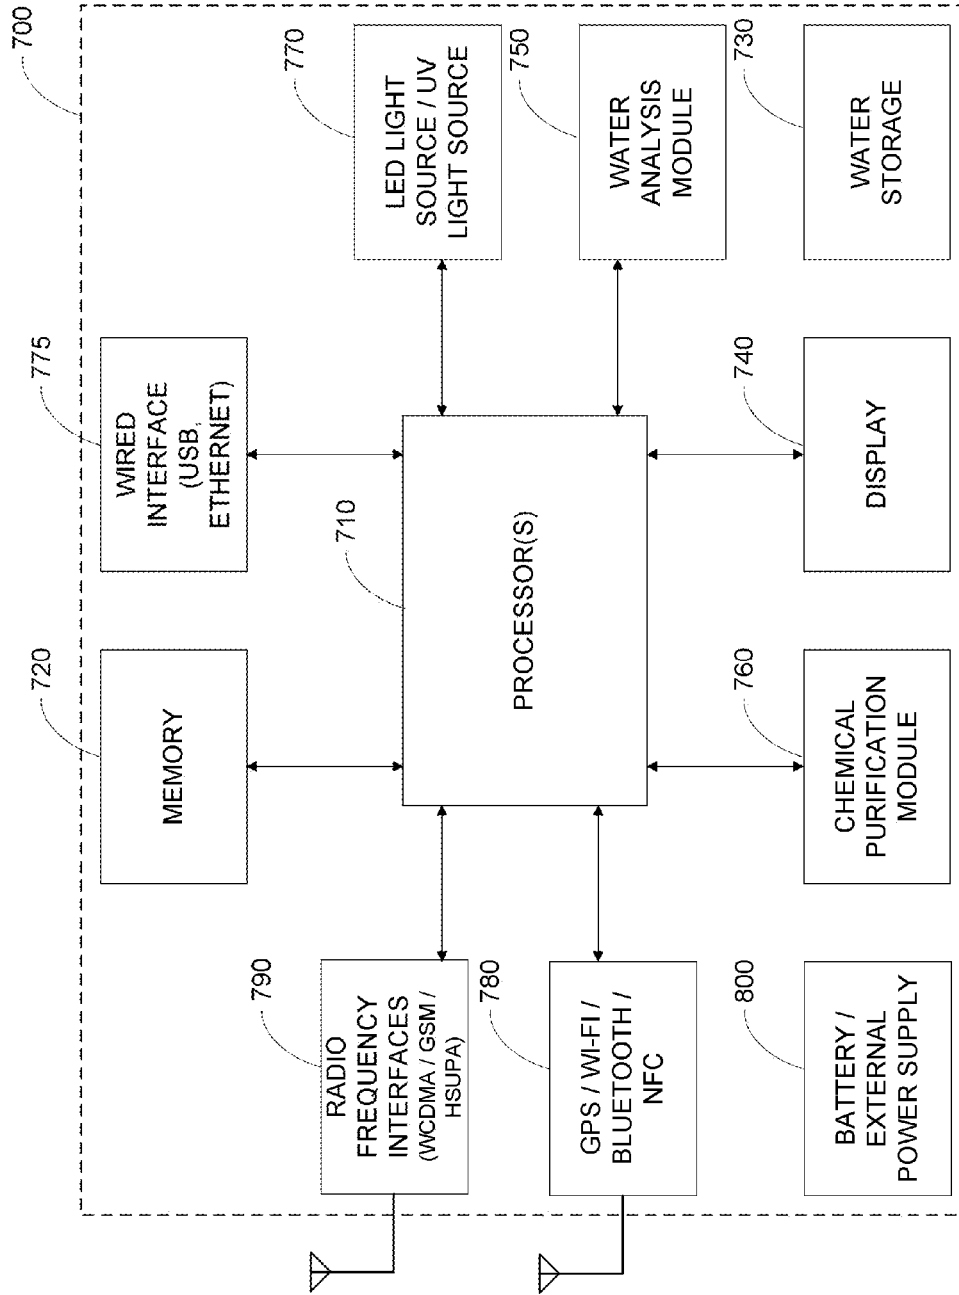 700
790
RADIO
FREQUENCY
INTERFACES
(WCDMA / GSM /
HSUPA)
780
GPS / WI-FI /
BLUETOOTH /
NFC
800
BATTERY /
EXTERNAL
POWER SUPPLY
720
MEMORY
760
CHEMICAL
PURIFICATION
MODULE
710
PROCESSOR(S)
775
WIRED
INTERFACE
(USB,
ETHERNET)
740
DISPLAY
770
LED LIGHT
SOURCE / UV
LIGHT SOURCE
750
WATER
ANALYSIS
MODULE
730
WATER
STORAGE